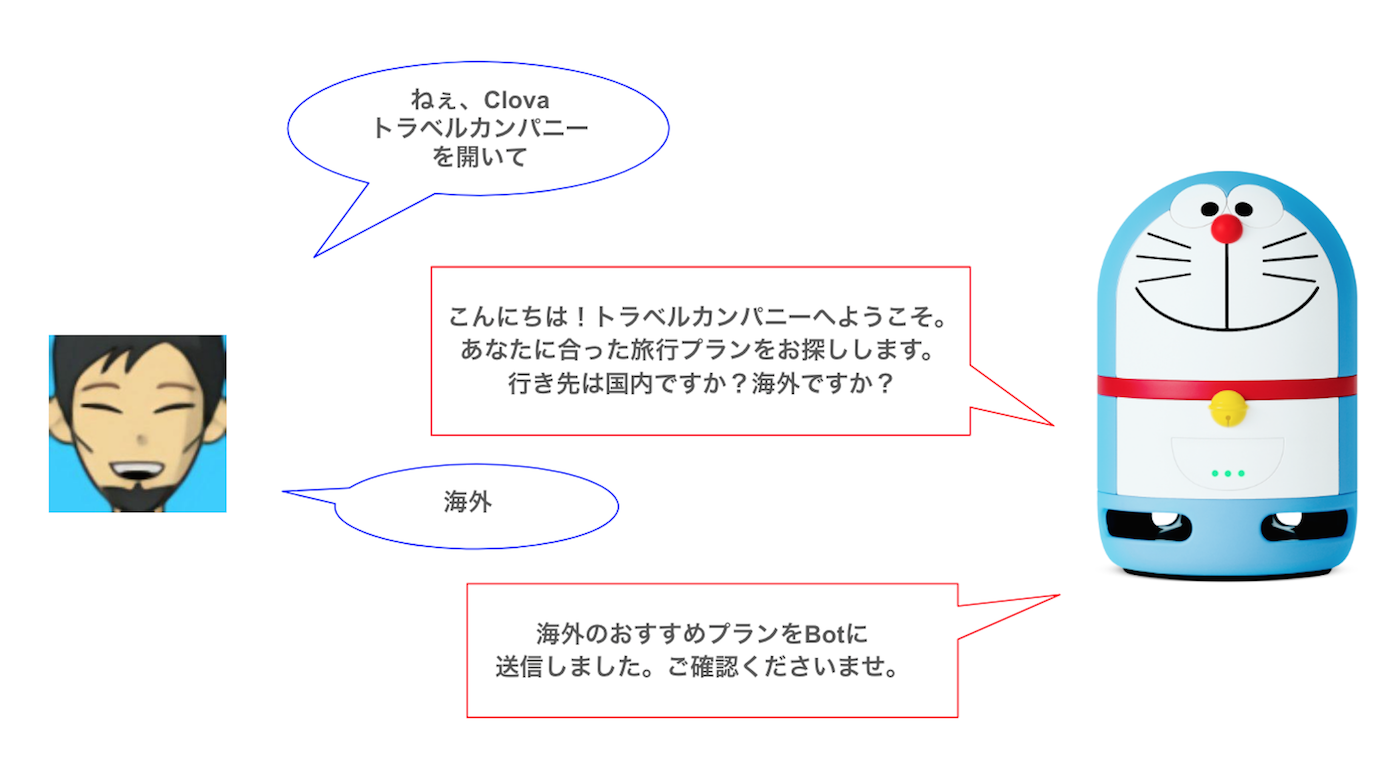 ねぇ、Clova
トラベルカンパニー
を開いて
こんにちは！トラベルカンパニーへようこそ。
あなたに合った旅行プランをお探しします。
行き先は国内ですか？海外ですか？
海外
海外のおすすめプランをBotに
送信しました。ご確認くださいませ。